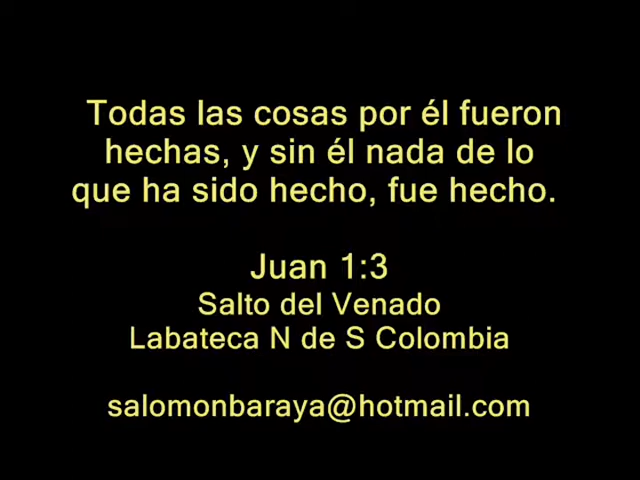 Todas las cosas por él fueron
hechas, y sin él nada de lo
que ha sido hecho, fue hecho.
Juan 1:3
Salto del Venado
Labateca N de S Colombia
salomonbaraya@hotmail.com